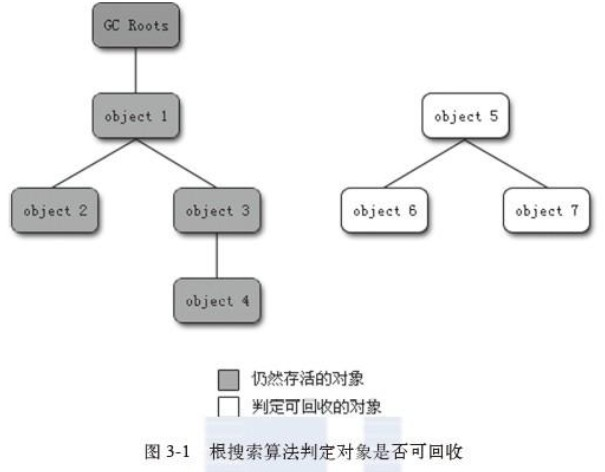 GC Roots
object 1
object 5
object 2
object 3
object 6
object 7
object 4
仍然存活的对象
判定可回收的对象
图 3-1 根搜索算法判定对象是否可回收